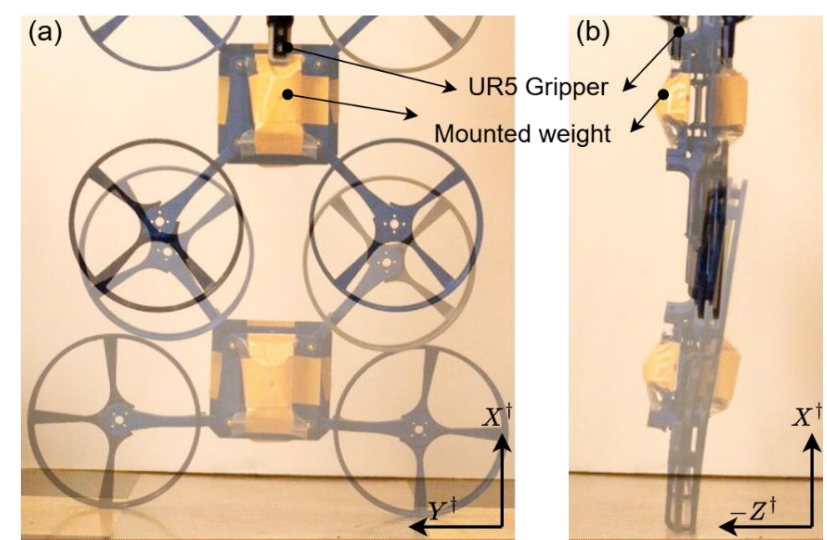 (a)
(b)
UR5 Gripper
Mounted weight
X†
Y†
X†
−Z†